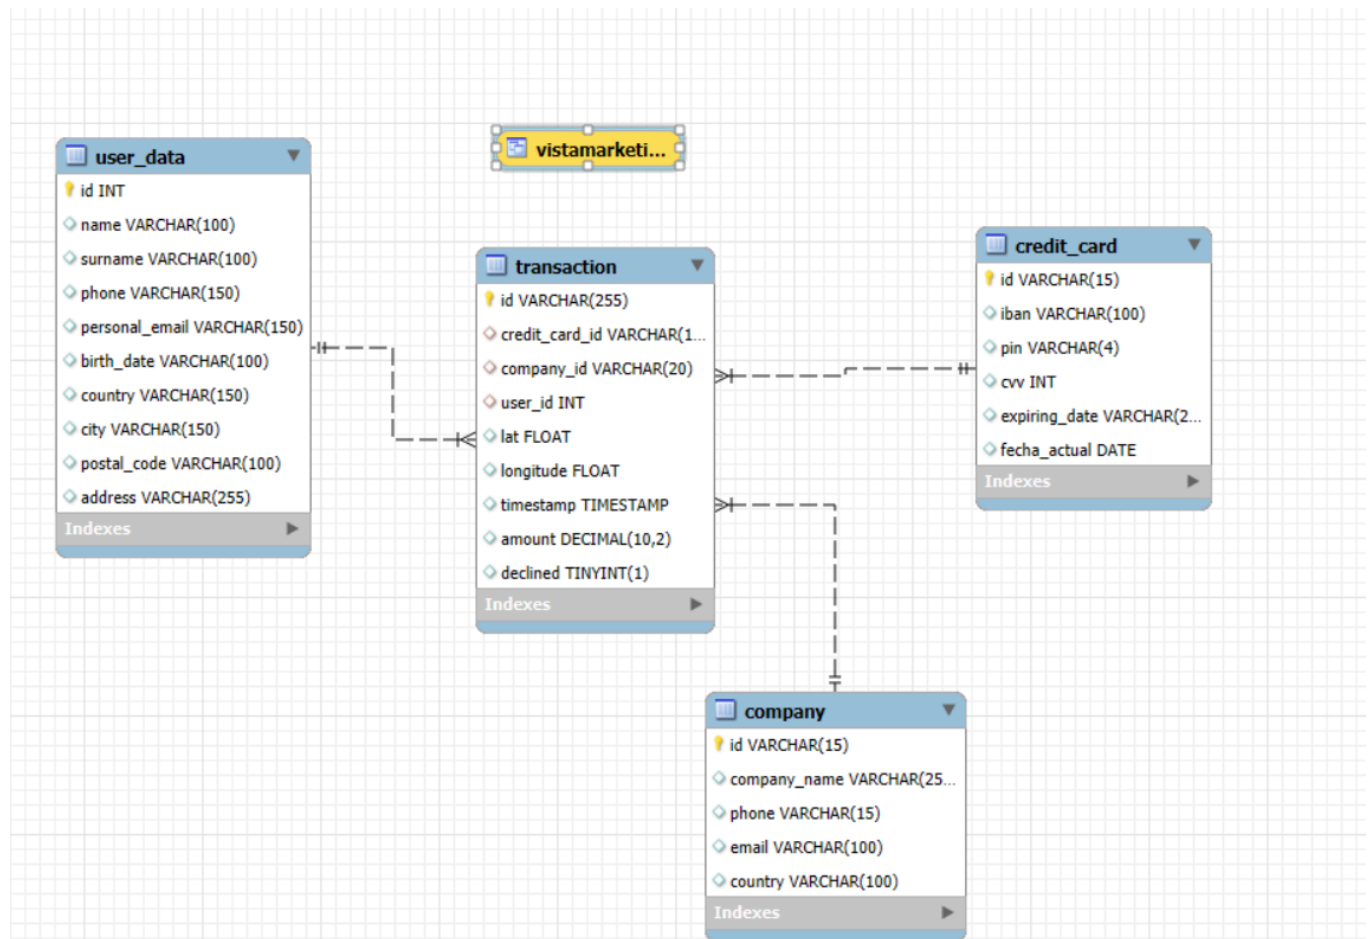 user_data
id INT
name VARCHAR(100)
surname VARCHAR(100)
phone VARCHAR(150)
personal_email VARCHAR(150)
birth_date VARCHAR(100)
country VARCHAR(150)
city VARCHAR(150)
postal_code VARCHAR(100)
address VARCHAR(255)
Indexes
vistamarketi...
transaction
id VARCHAR(255)
credit_card_id VARCHAR(1...
company_id VARCHAR(20)
user_id INT
lat FLOAT
longitude FLOAT
timestamp TIMESTAMP
amount DECIMAL(10,2)
declined TINYINT(1)
Indexes
credit_card
id VARCHAR(15)
iban VARCHAR(100)
pin VARCHAR(4)
cvv INT
expiring_date VARCHAR(2...
fecha_actual DATE
Indexes
company
id VARCHAR(15)
company_name VARCHAR(25...
phone VARCHAR(15)
email VARCHAR(100)
country VARCHAR(100)
Indexes